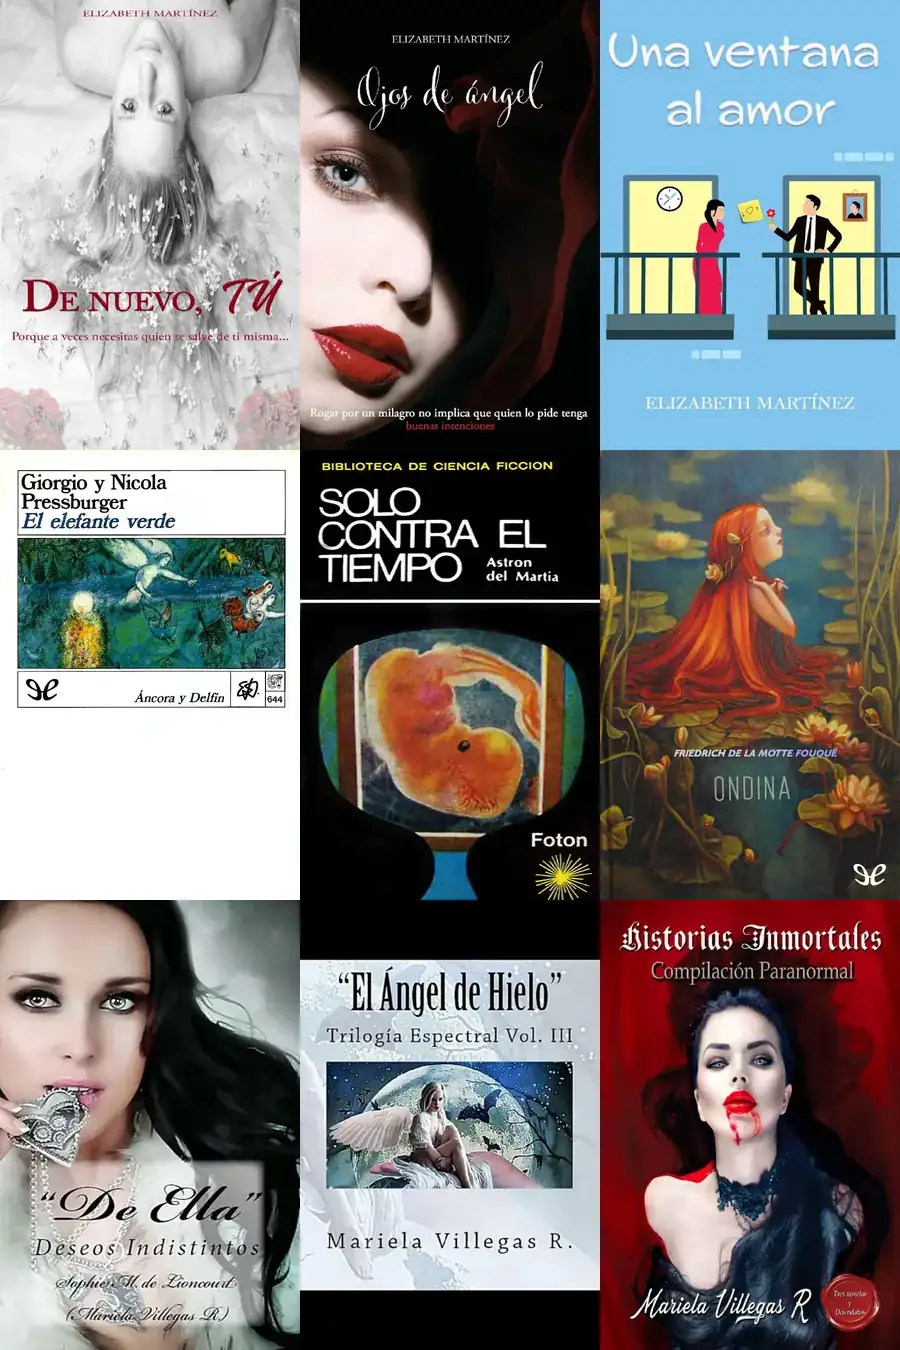 ELIZABETH MARTÍNEZ
DE NUEVO, TÚ
Porque a veces necesitas quien te salve de ti misma...
ELIZABETH MARTÍNEZ
Ojos de ángel
Rogar por un milagro no implica que quien lo pide tenga
buenas intenciones
Una ventana
al amor
ELIZABETH MARTÍNEZ
Giorgio y Nicola
Pressburger
El elefante verde
Áncora y Delfín
644
BIBLIOTECA DE CIENCIA FICCION
SOLO
CONTRA EL
TIEMPO
Astron
del Martia
Foton
FRIEDRICH DE LA MOTTE FOUQUÉ
ONDINA
“De Ella”
Deseos Indistintos
Sophie M. de Lioncourt
(Mariela Villegas R.)
“El Ángel de Hielo”
Trilogía Espectral Vol. III
Mariela Villegas R.
Historias Inmortales
Compilación Paranormal
Mariela Villegas R
Tres novelas
y
Dos relatos